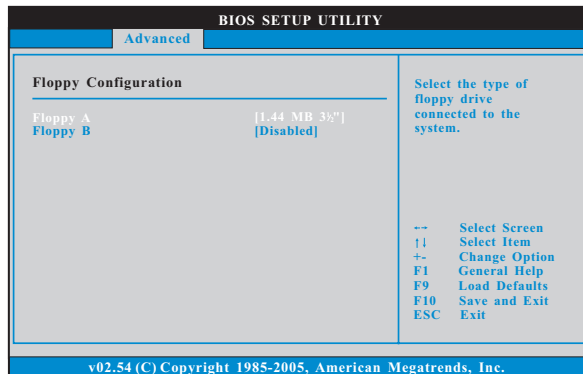 BIOS SETUP UTILITY
Advanced
Floppy Configuration
Floppy A [1.44 MB 3½"]
Floppy B [Disabled]
Select the type of
floppy drive
connected to the
system.
←→ Select Screen
↑↓ Select Item
+- Change Option
F1 General Help
F9 Load Defaults
F10 Save and Exit
ESC Exit
v02.54 (C) Copyright 1985-2005, American Megatrends, Inc.